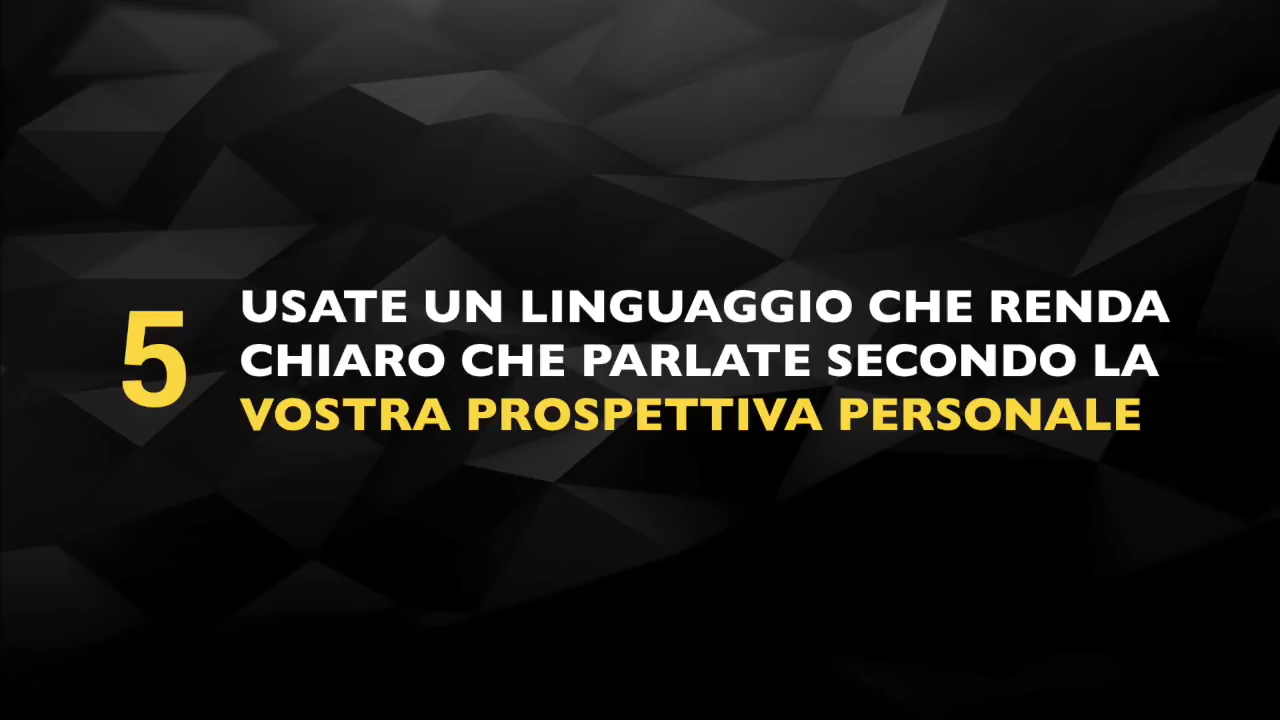 5
USATE UN LINGUAGGIO CHE RENDA
CHIARO CHE PARLATE SECONDO LA
VOSTRA PROSPETTIVA PERSONALE